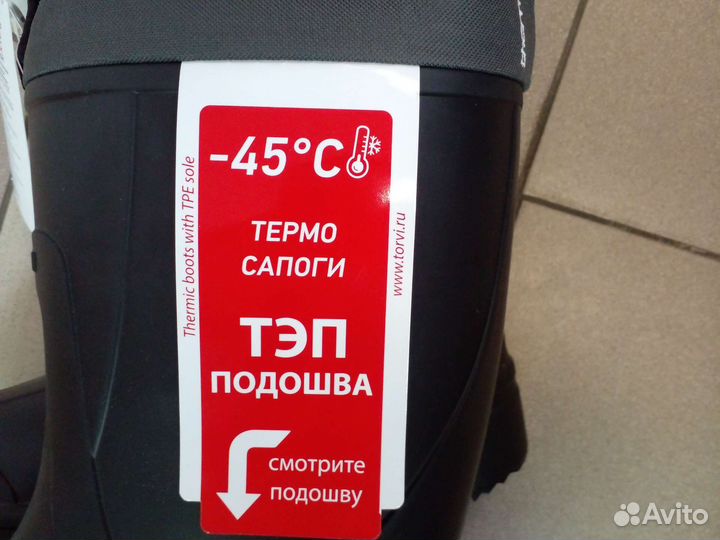 -45°C
ТЕРМО
САПОГИ
ТЭП
ПОДОШВА
смотрите
подошву
Thermic boots with TPE sole
www.torvi.ru
Avito